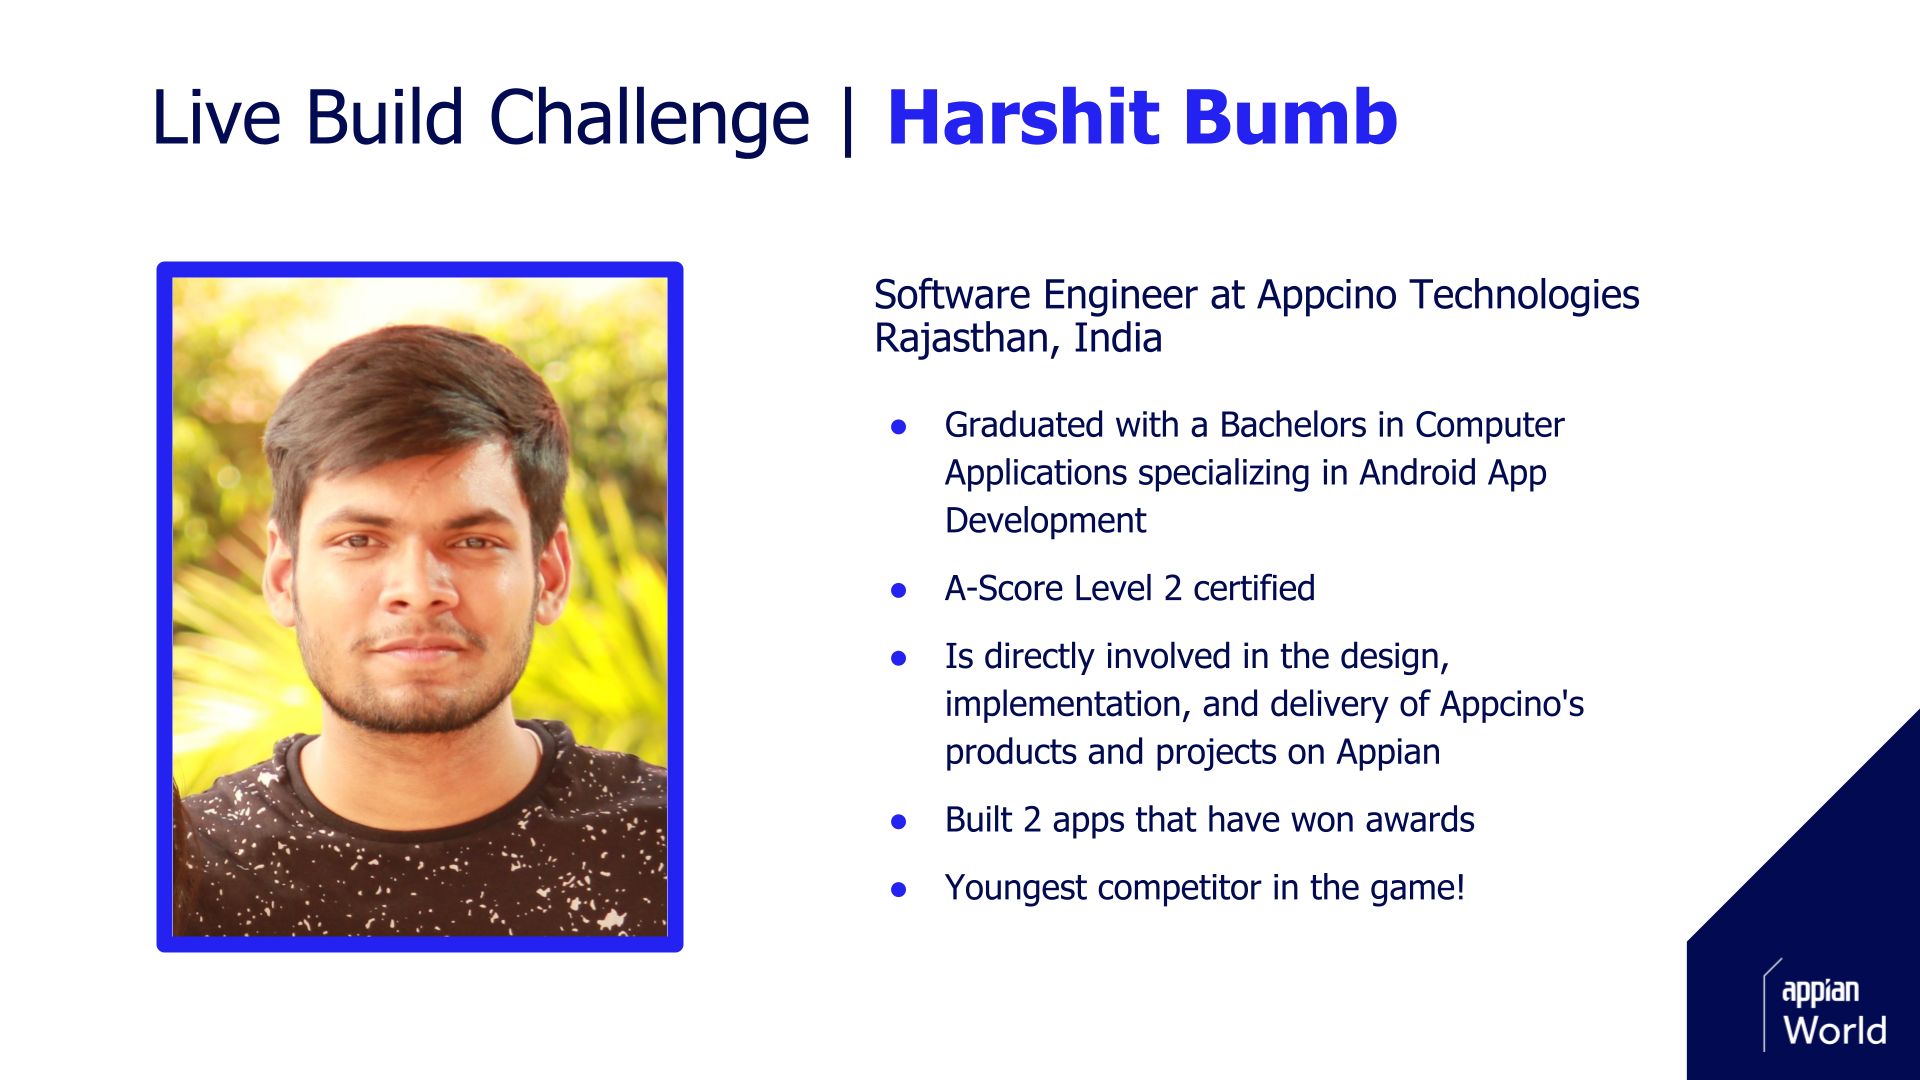 Live Build Challenge | Harshit Bumb
Software Engineer at Appcino Technologies
Rajasthan, India
● Graduated with a Bachelors in Computer
Applications specializing in Android App
Development
● A-Score Level 2 certified
● Is directly involved in the design,
implementation, and delivery of Appcino's
products and projects on Appian
● Built 2 apps that have won awards
● Youngest competitor in the game!
appian
World